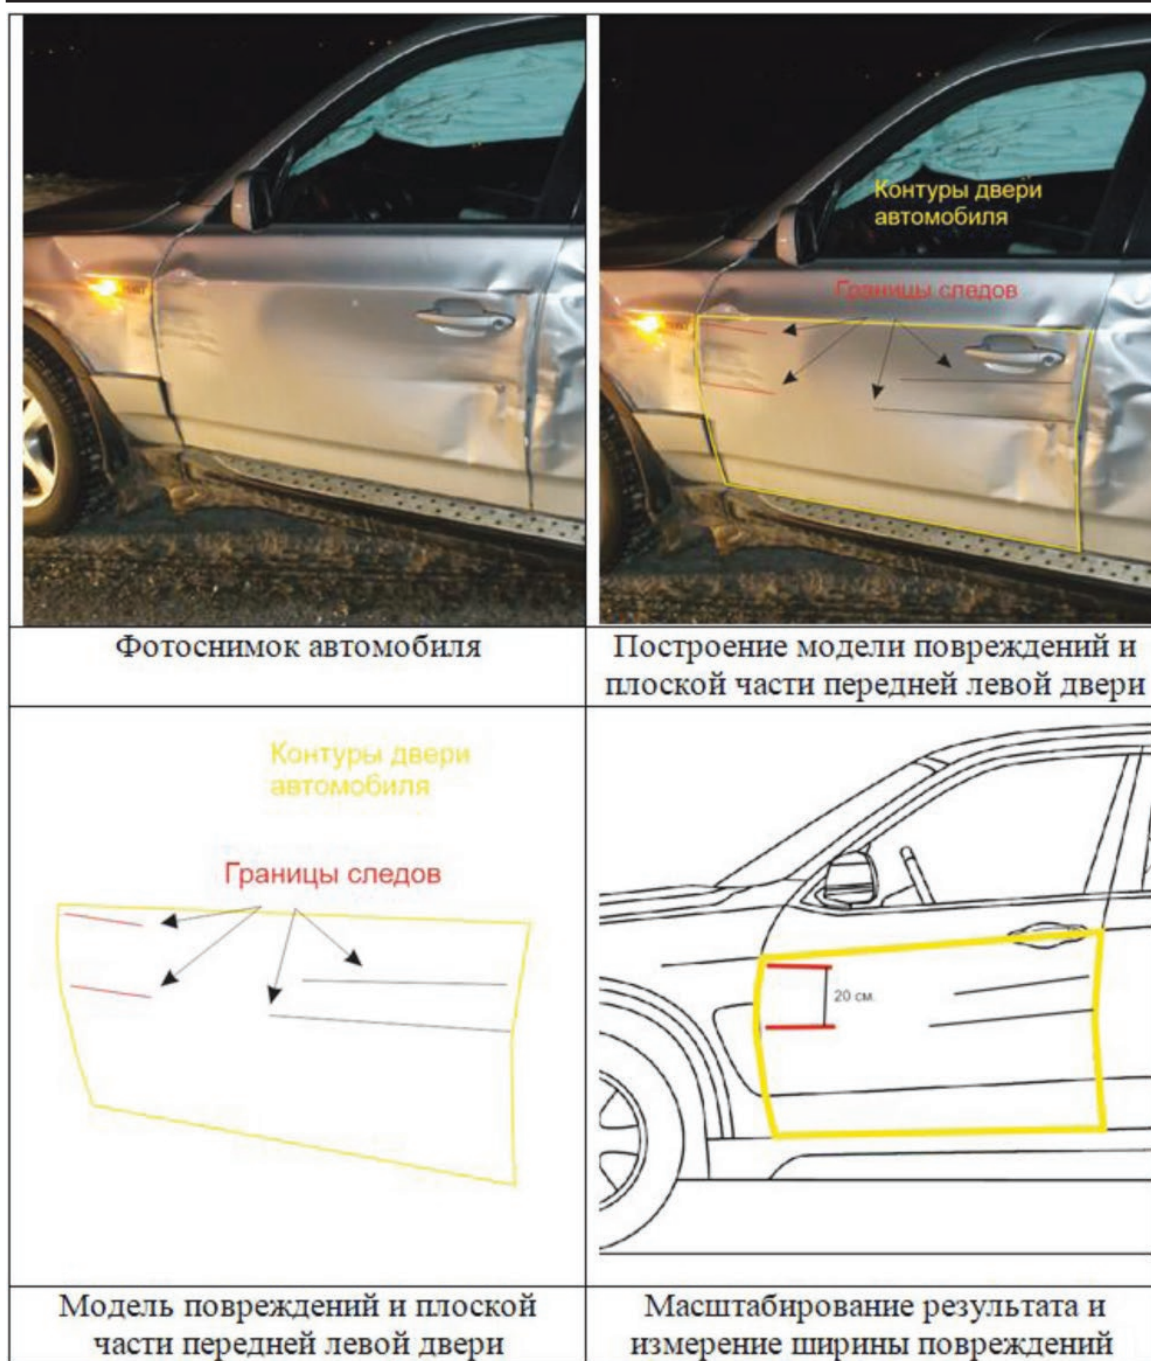 Контуры двери
автомобиля
Границы следов
Фотоснимок автомобиля
Построение модели повреждений и
плоской части передней левой двери
Контуры двери
автомобиля
Границы следов
20 см.
Модель повреждений и плоской
части передней левой двери
Масштабирование результата и
измерение ширины повреждений